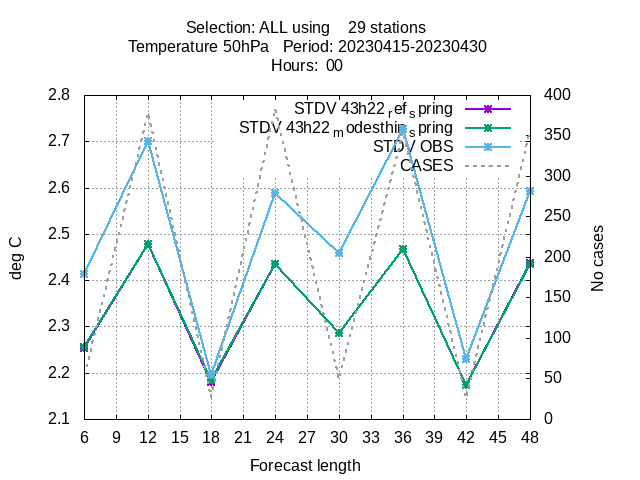 Selection: ALL using    29 stations
Temperature 50hPa   Period: 20230415-20230430
Hours:  00
2.8
2.7
2.6
2.5
2.4
2.3
2.2
2.1
deg C
400
350
300
250
200
150
100
50
0
No cases
STDV 43h22_ref_spring
STDV 43h22_modesthin_spring
STDV OBS
CASES
6 9 12 15 18 21 24 27 30 33 36 39 42 45 48
Forecast length